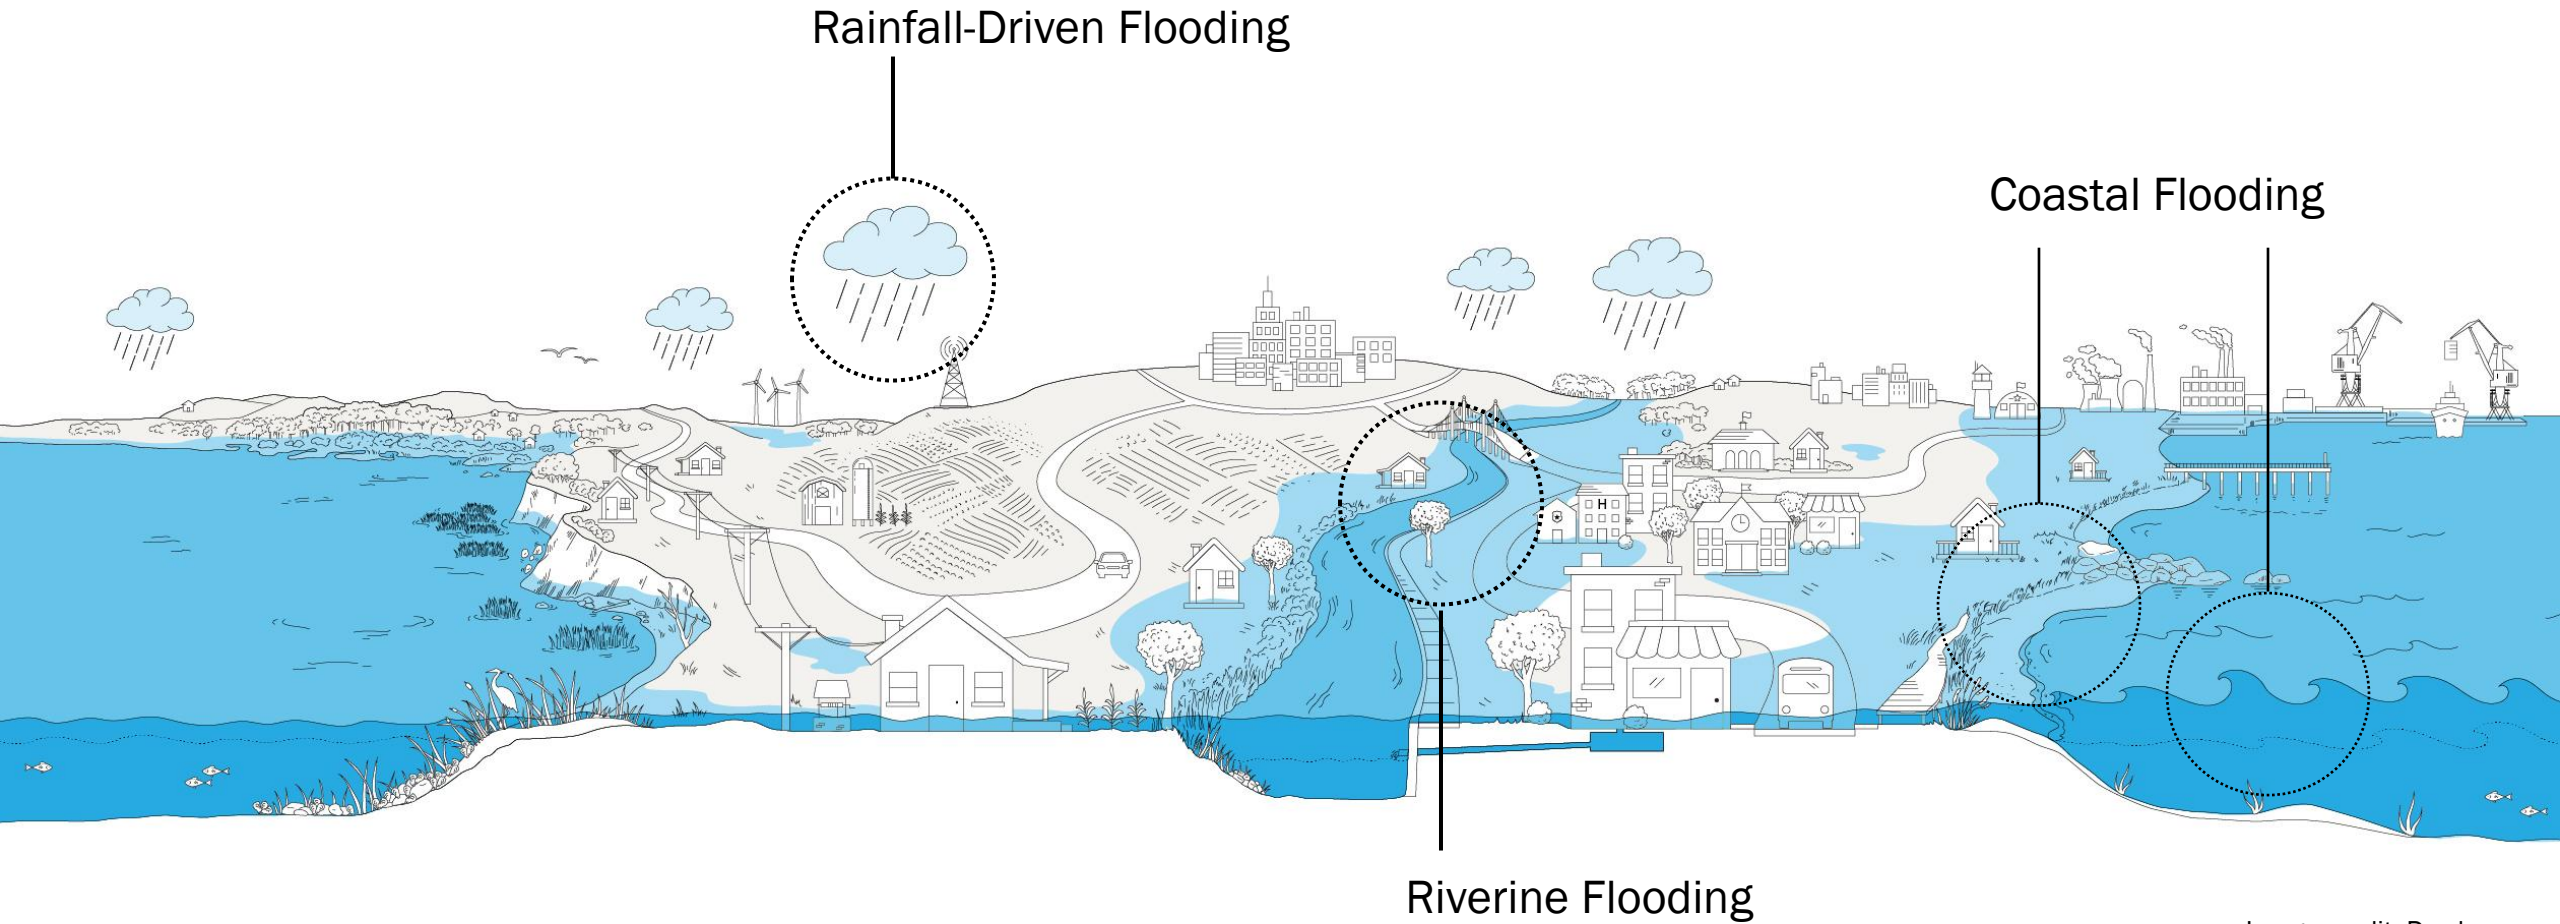 Rainfall-Driven Flooding
Coastal Flooding
H
Riverine Flooding